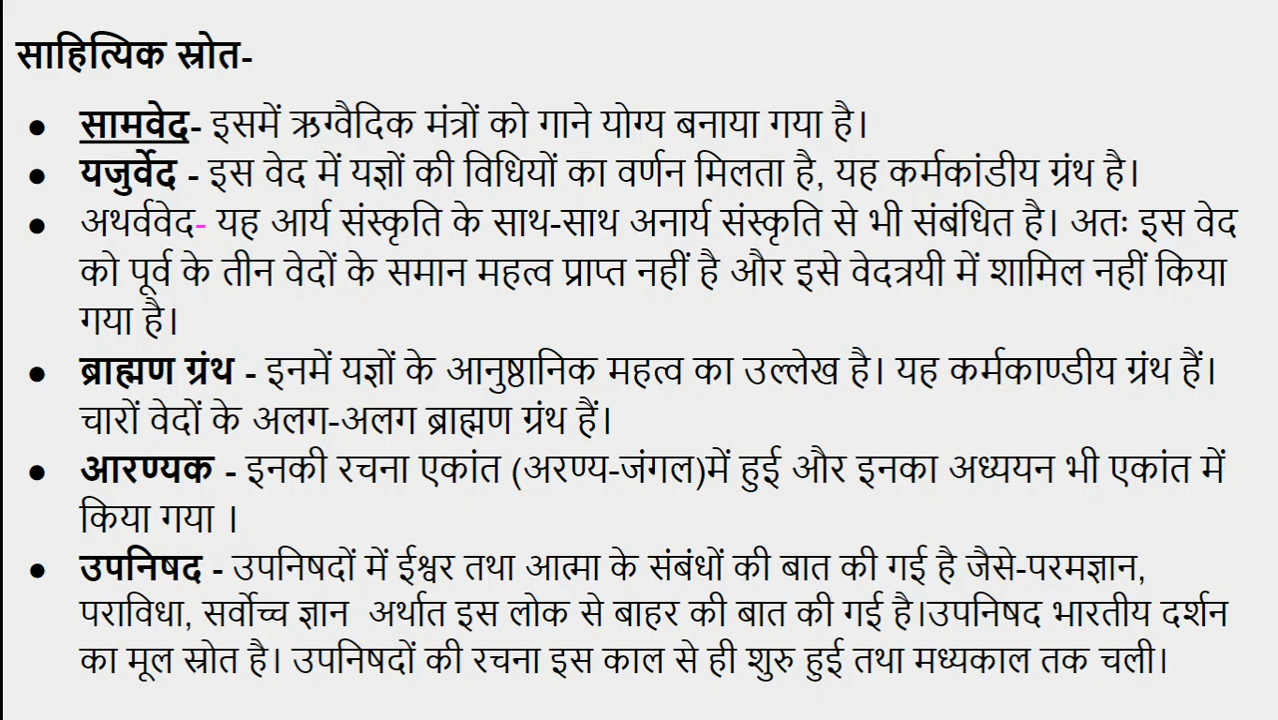 साहित्यिक स्रोत-
● सामवेद- इसमें ऋग्वैदिक मंत्रों को गाने योग्य बनाया गया है।
● यजुर्वेद - इस वेद में यज्ञों की विधियों का वर्णन मिलता है, यह कर्मकांडीय ग्रंथ है।
● अथर्ववेद- यह आर्य संस्कृति के साथ-साथ अनार्य संस्कृति से भी संबंधित है। अतः इस वेद
को पूर्व के तीन वेदों के समान महत्व प्राप्त नहीं है और इसे वेदत्रयी में शामिल नहीं किया
गया है।
● ब्राह्मण ग्रंथ - इनमें यज्ञों के आनुष्ठानिक महत्व का उल्लेख है। यह कर्मकाण्डीय ग्रंथ हैं।
चारों वेदों के अलग-अलग ब्राह्मण ग्रंथ हैं।
● आरण्यक - इनकी रचना एकांत (अरण्य-जंगल)में हुई और इनका अध्ययन भी एकांत में
किया गया ।
● उपनिषद - उपनिषदों में ईश्वर तथा आत्मा के संबंधों की बात की गई है जैसे-परमज्ञान,
पराविधा, सर्वोच्च ज्ञान  अर्थात इस लोक से बाहर की बात की गई है।उपनिषद भारतीय दर्शन
का मूल स्रोत है। उपनिषदों की रचना इस काल से ही शुरु हुई तथा मध्यकाल तक चली।